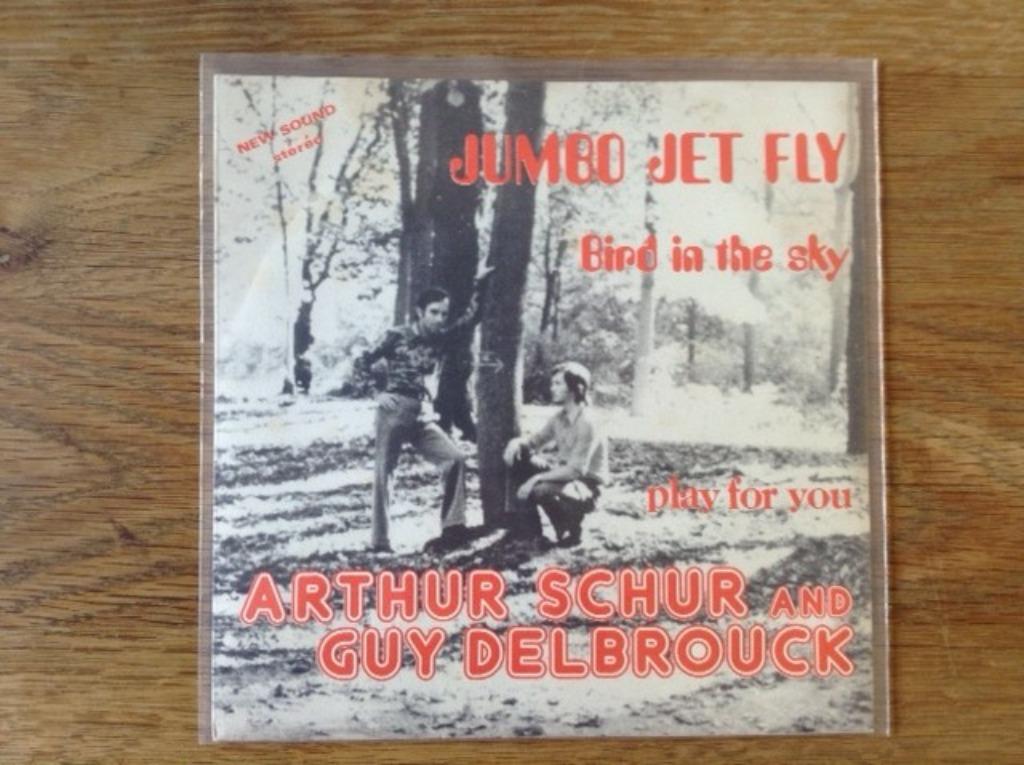 NEW SOUND
stereo
JUMBO JET FLY
Bird in the sky
play for you
ARTHUR SCHUR AND
GUY DELBROUCK